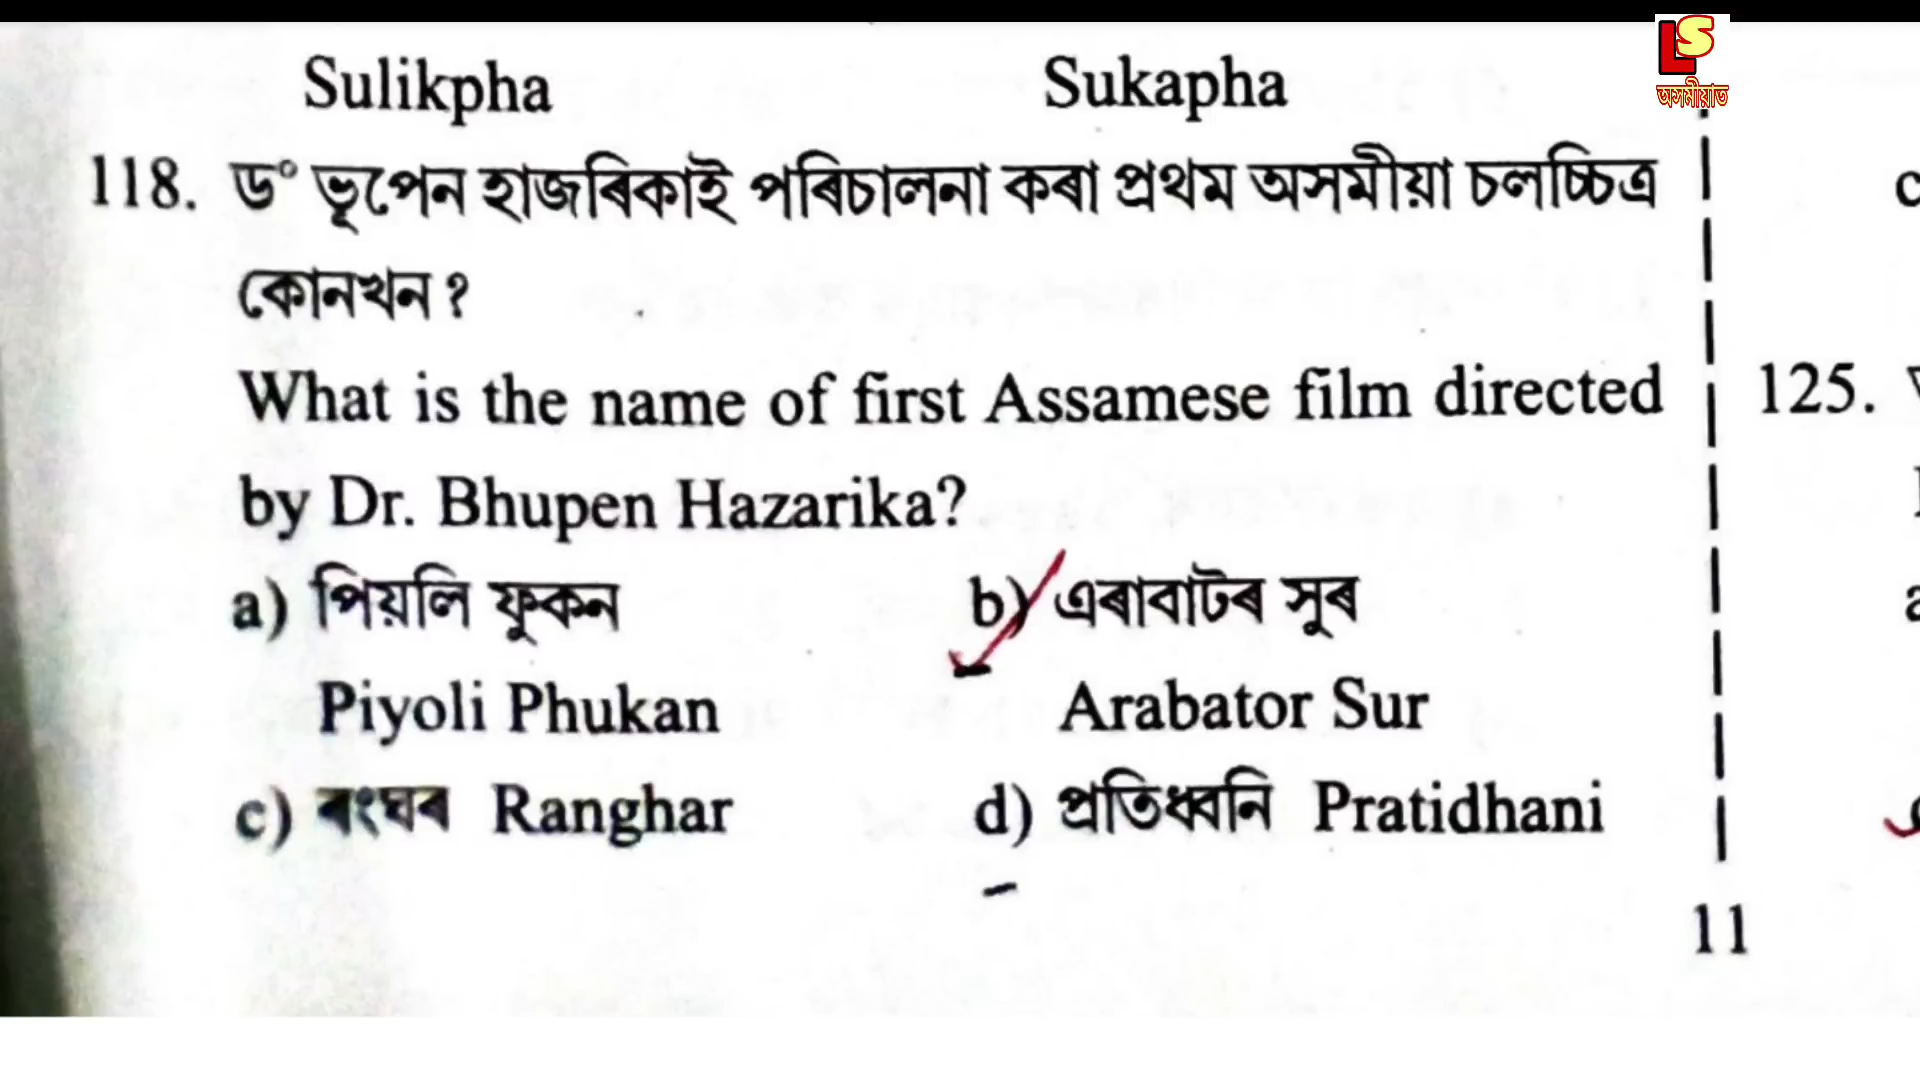 LS
অসমীয়াত
Sulikpha Sukapha
118. ড° ভূপেন হাজৰিকাই পৰিচালনা কৰা প্ৰথম অসমীয়া চলচ্চিত্ৰ
কোনখন ?
What is the name of first Assamese film directed
by Dr. Bhupen Hazarika?
a) পিয়লি ফুকন b) এৰাবাটৰ সুৰ
Piyoli Phukan Arabator Sur
c) ৰংঘৰ Ranghar d) প্ৰতিধ্বনি Pratidhani
11
125.